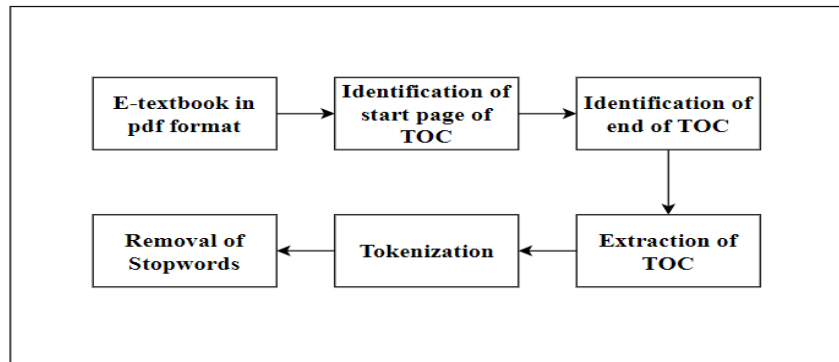 E-textbook in
pdf format
Identification of
start page of
TOC
Identification of
end of TOC
Extraction of
TOC
Tokenization
Removal of
Stopwords